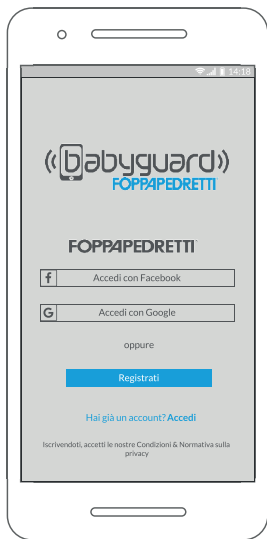 14:18
babyguard
FOPPAPEDRETTI
FOPPAPEDRETTI
f Accedi con Facebook
G Accedi con Google
oppure
Registrati
Hai già un account? Accedi
Iscrivendoti, accetti le nostre Condizioni & Normativa sulla
privacy